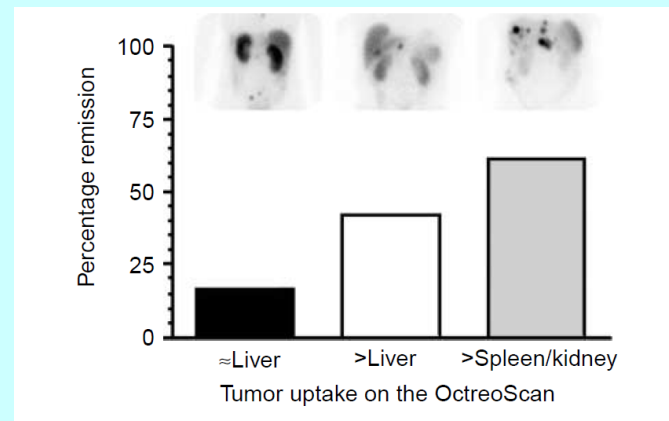 Percentage remission
100
75
50
25
0
≈Liver >Liver >Spleen/kidney
Tumor uptake on the OctreoScan